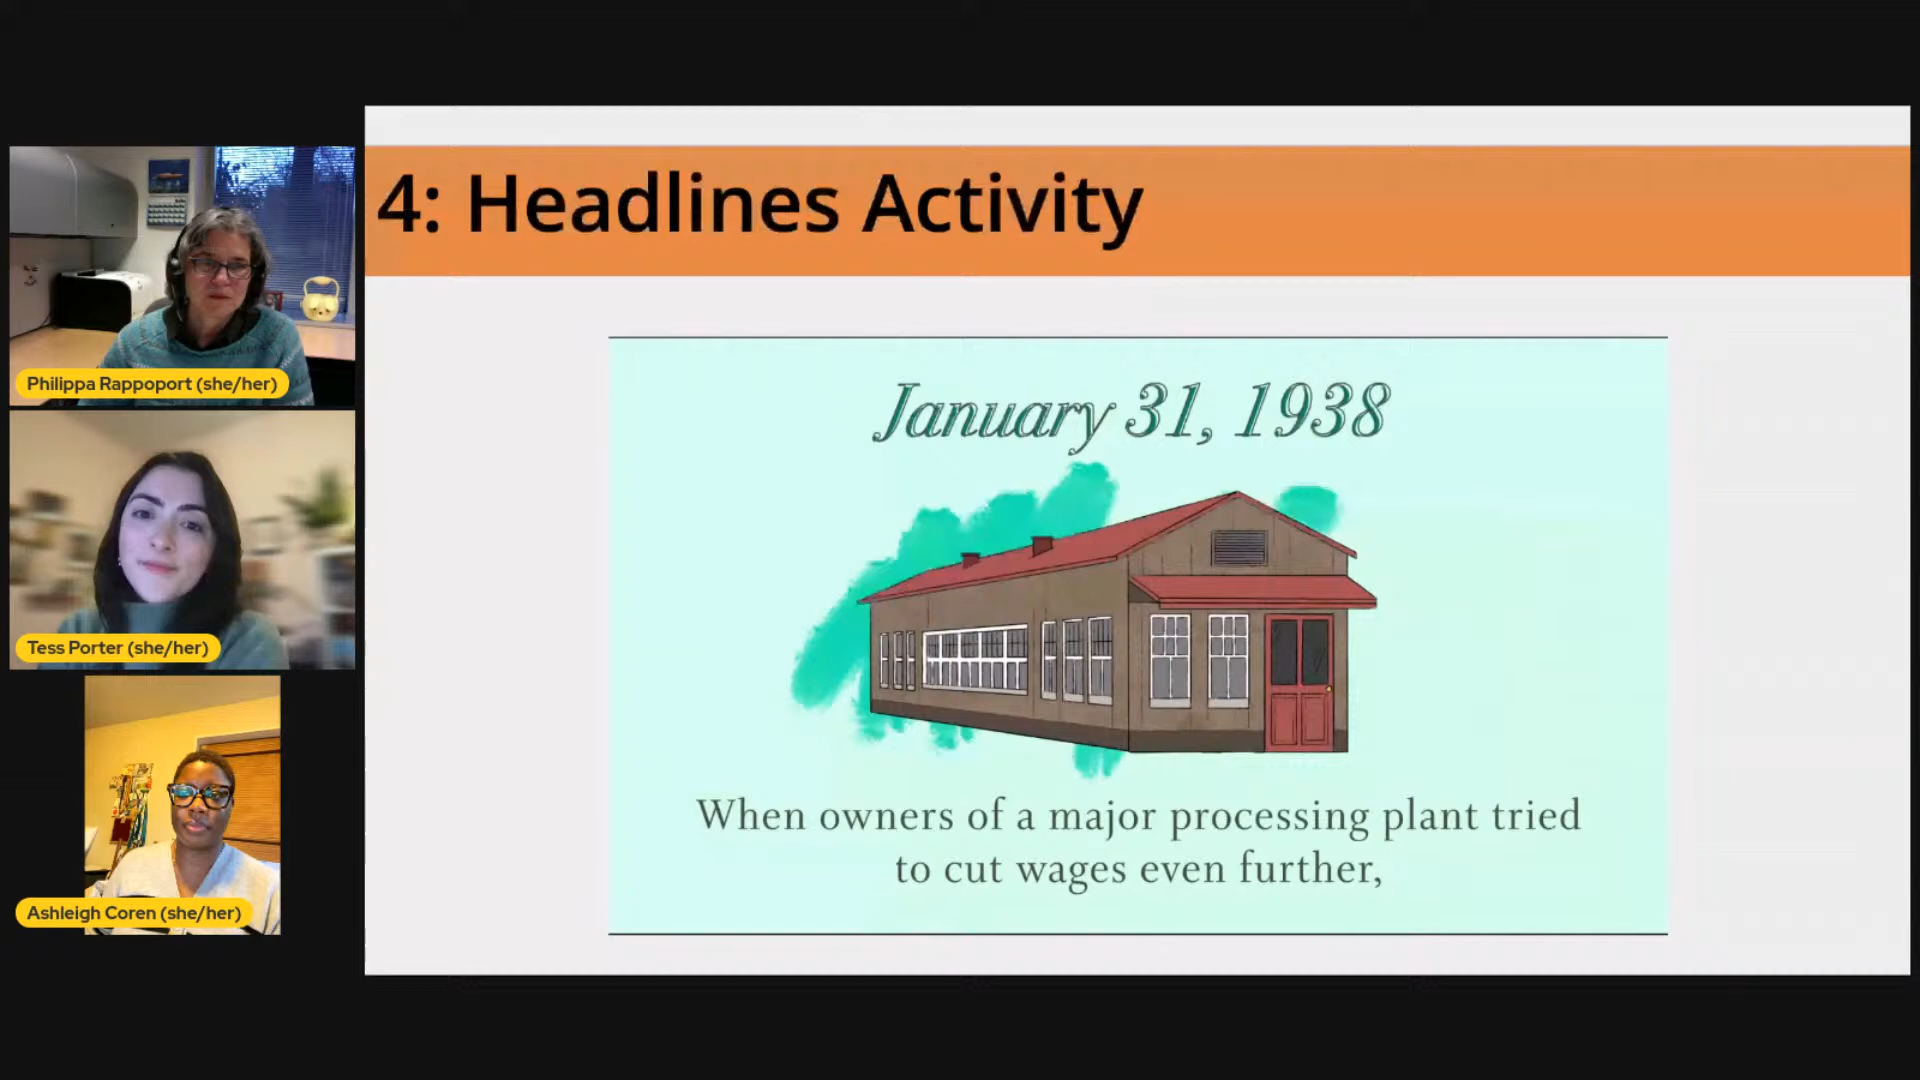 4: Headlines Activity
January 31, 1938
When owners of a major processing plant tried
to cut wages even further,
Philippa Rappoport (she/her)
Tess Porter (she/her)
Ashleigh Coren (she/her)